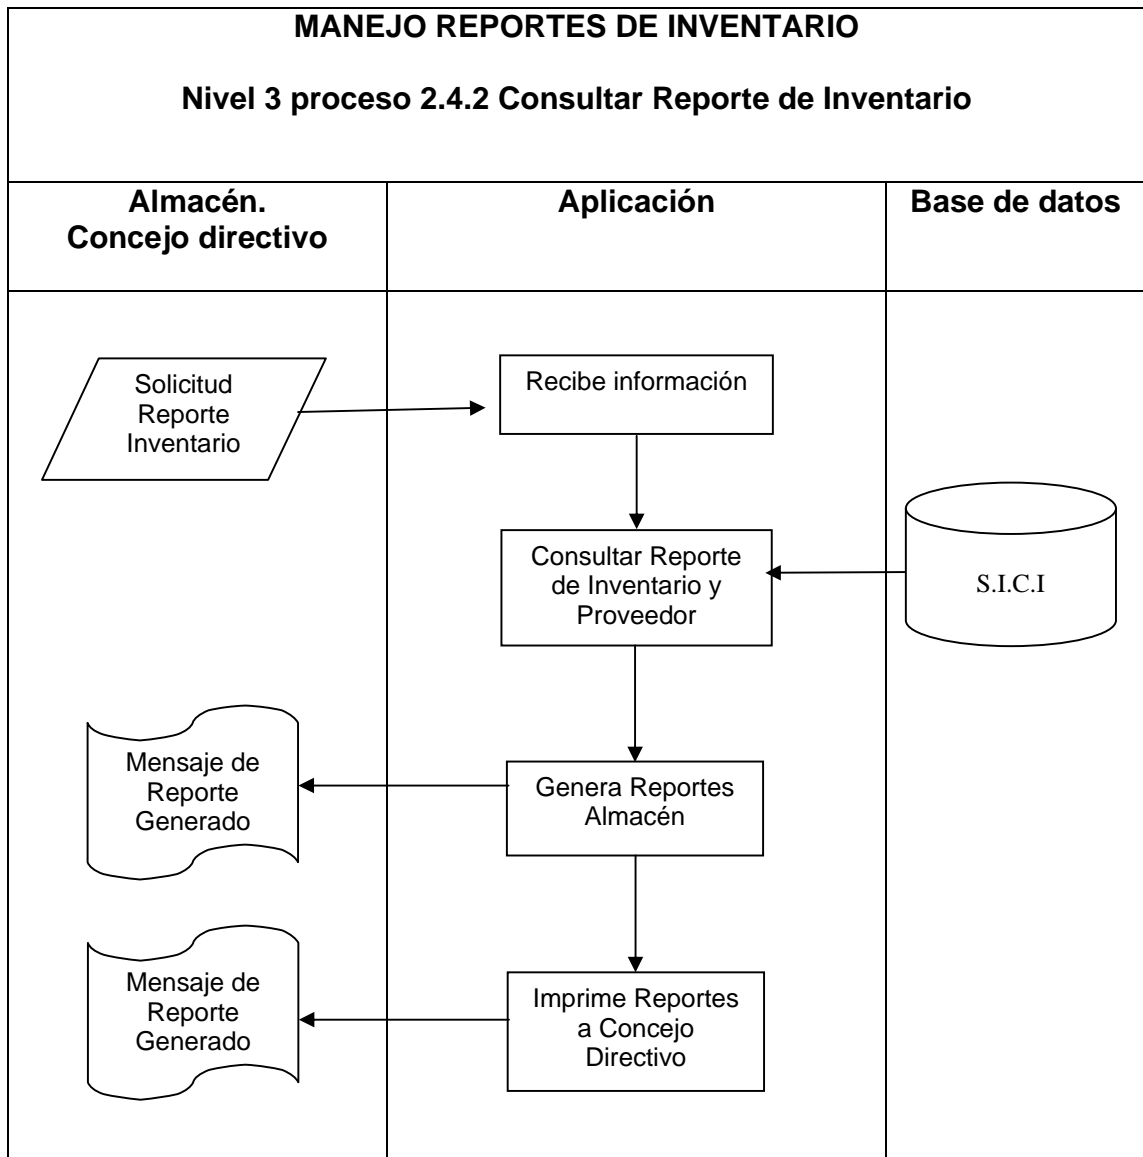 MANEJO REPORTES DE INVENTARIO
Nivel 3 proceso 2.4.2 Consultar Reporte de Inventario
Almacén.
Concejo directivo
Aplicación
Base de datos
Solicitud
Reporte
Inventario
Recibe información
Consultar Reporte
de Inventario y
Proveedor
S.I.C.I
Mensaje de
Reporte
Generado
Genera Reportes
Almacén
Mensaje de
Reporte
Generado
Imprime Reportes
a Concejo
Directivo